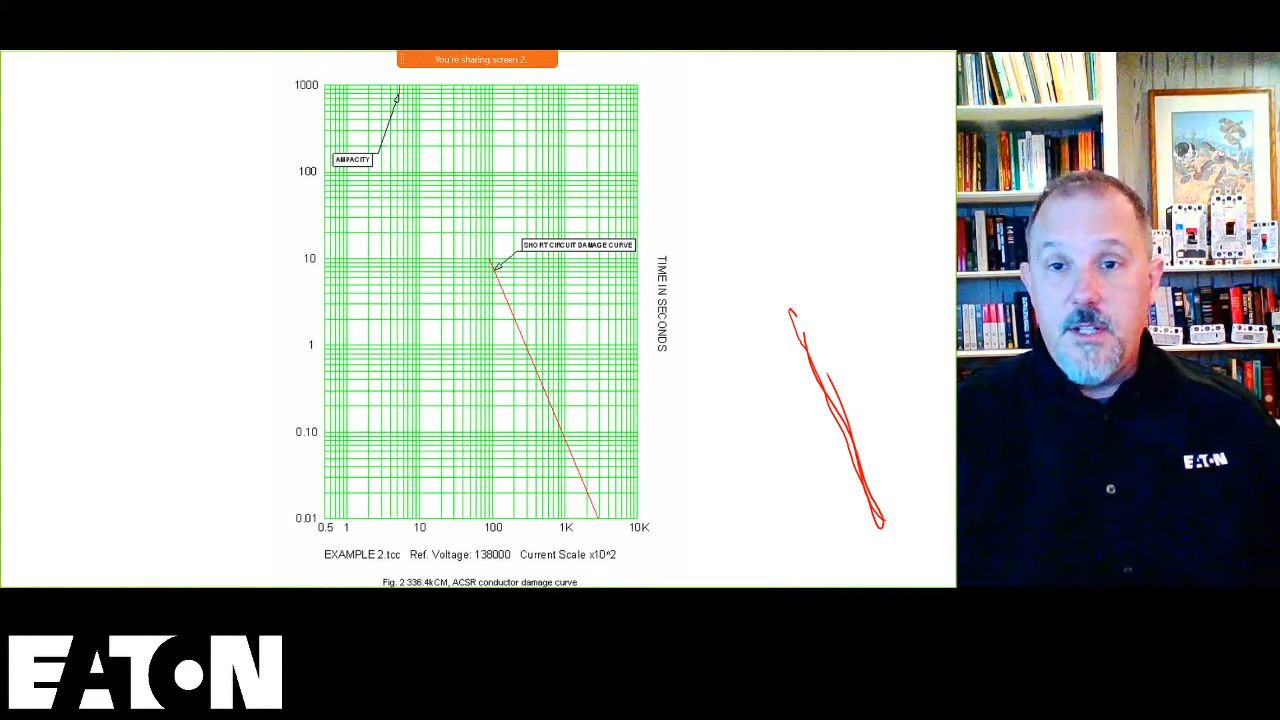 You're sharing screen 2.
1000
AMPACITY
100
SHORT CIRCUIT DAMAGE CURVE
10
TIME IN SECONDS
1
0.10
0.01
0.5 1 10 100 1K 10K
EXAMPLE 2.tcc Ref. Voltage: 138000 Current Scale x10^2
Fig. 2 336.4kCM, ACSR conductor damage curve
EATON
EATON